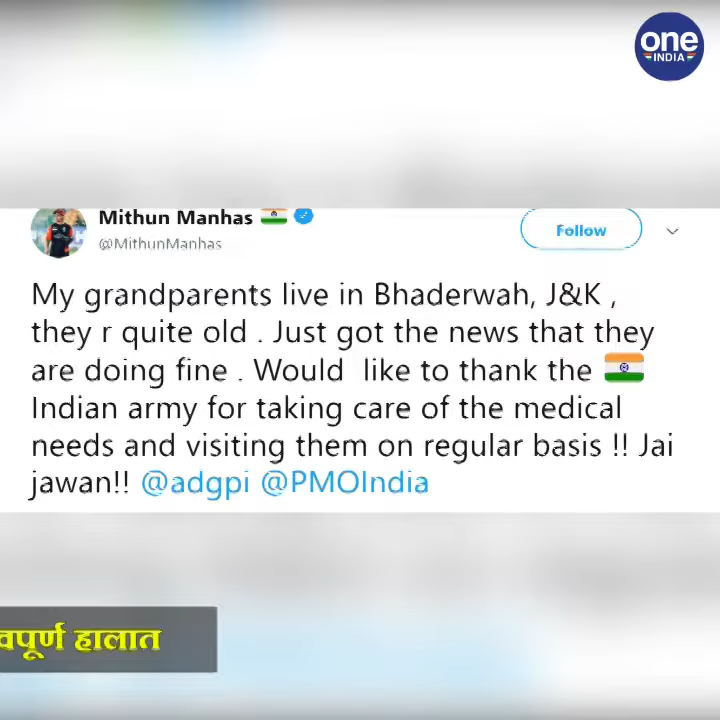 one
INDIA
Mithun Manhas
@MithunManhas
Follow
My grandparents live in Bhaderwah, J&K ,
they r quite old . Just got the news that they
are doing fine . Would like to thank the
Indian army for taking care of the medical
needs and visiting them on regular basis !! Jai
jawan!! @adgpi @PMOIndia
हालात